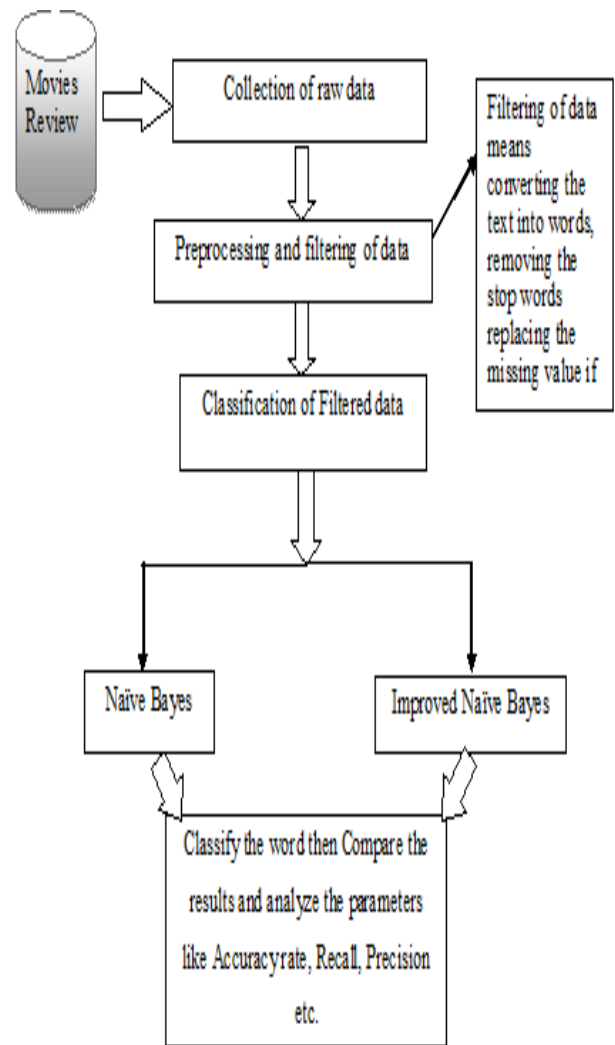 Movies
Review
Collection of raw data
Filtering of data
means
converting the
text into words,
removing the
stop words
replacing the
missing value if
Preprocessing and filtering of data
Classification of Filtered data
Naïve Bayes
Improved Naïve Bayes
Classify the word then Compare the
results and analyze the parameters
like Accuracy rate, Recall, Precision
etc.